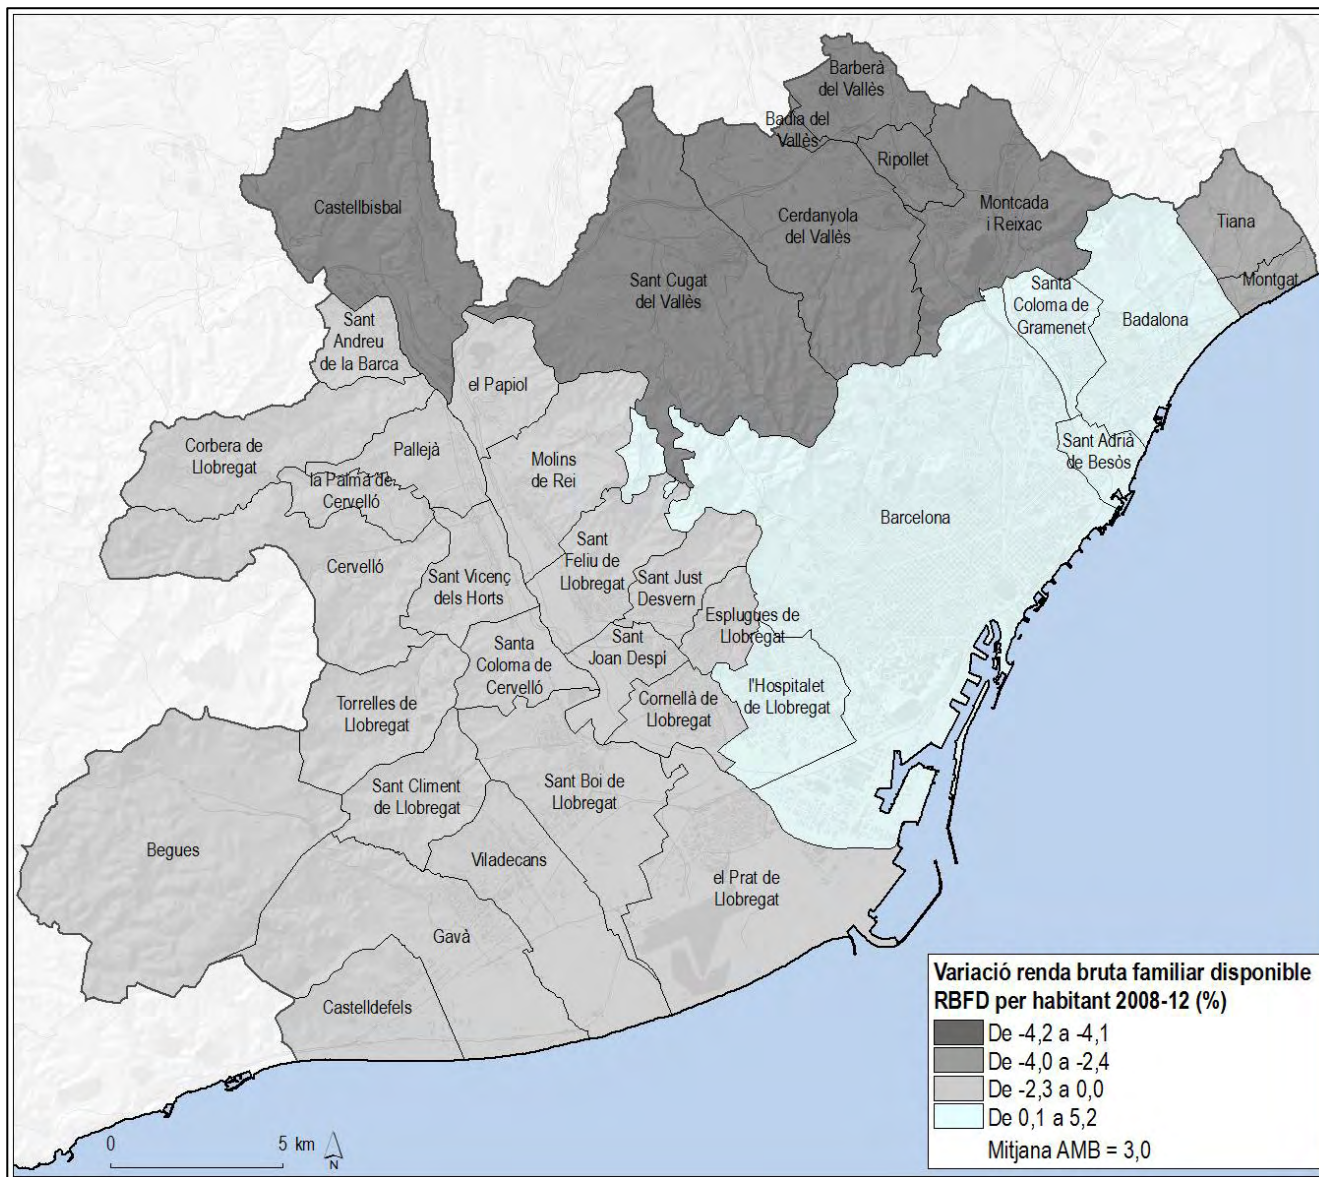 Barberà
del Vallès
Badia del
Vallès
Ripollet
Castellbisbal
Cerdanyola
del Vallès
Montcada
i Reixac
Tiana
Montgat
Sant Cugat
del Vallès
Santa
Coloma de
Gramenet
Badalona
Sant
Andreu
de la Barca
el Papiol
Corbera de
Llobregat
Pallejà
Molins
de Rei
Sant Adrià
de Besòs
la Palma de
Cervelló
Barcelona
Cervelló
Sant
Feliu de
Llobregat
Sant Vicenç
dels Horts
Sant Just
Desvern
Esplugues de
Llobregat
Santa
Coloma de
Cervelló
Sant
Joan Despi
Torrelles de
Llobregat
Cornellà de
Llobregat
l'Hospitalet
de Llobregat
Sant Climent
de Llobregat
Sant Boi de
Llobregat
Begues
Viladecans
el Prat de
Llobregat
Gavà
Castelldefels
Variació renda bruta familiar disponible
RBFD per habitant 2008-12 (%)
De -4,2 a -4,1
De -4,0 a -2,4
De -2,3 a 0,0
De 0,1 a 5,2
Mitjana AMB = 3,0
0 5 km
N